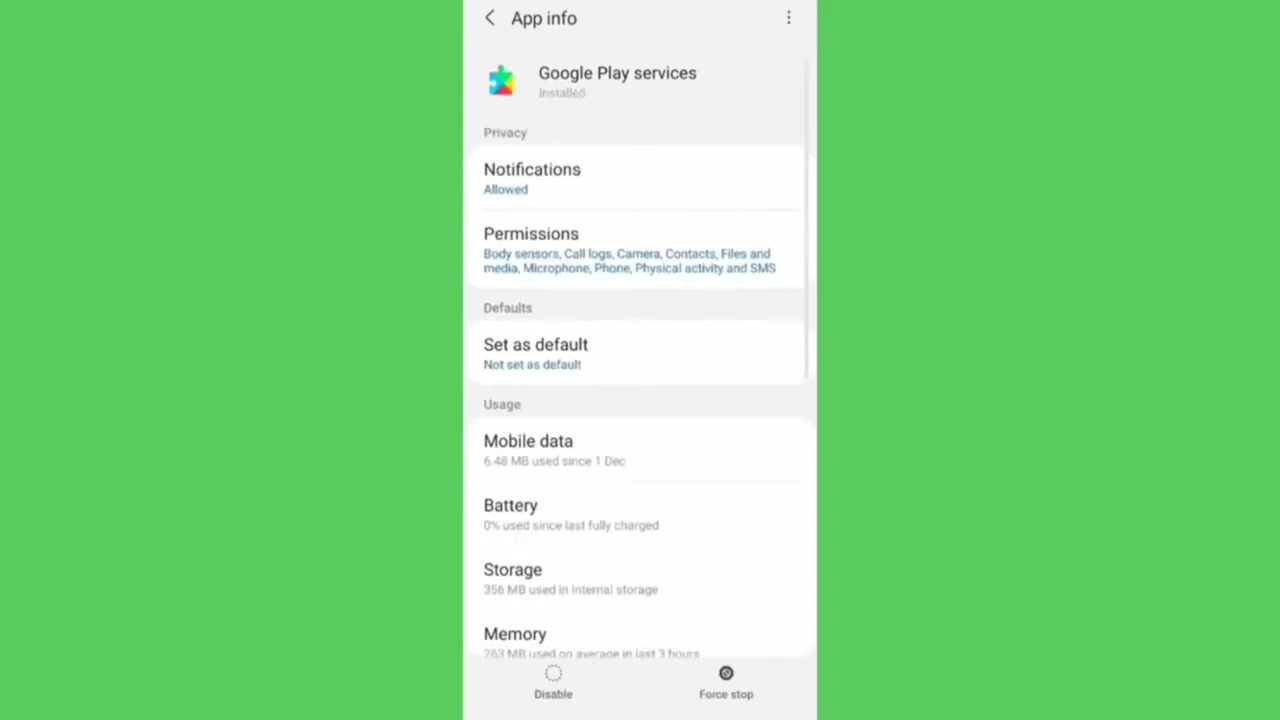 App info
Google Play services
Installed
Privacy
Notifications
Allowed
Permissions
Body sensors, Call logs, Camera, Contacts, Files and
media, Microphone, Phone, Physical activity and SMS
Defaults
Set as default
Not set as default
Usage
Mobile data
6.48 MB used since 1 Dec
Battery
0% used since last fully charged
Storage
356 MB used in internal storage
Memory
263 MB used on average in last 3 hours
Disable
Force stop